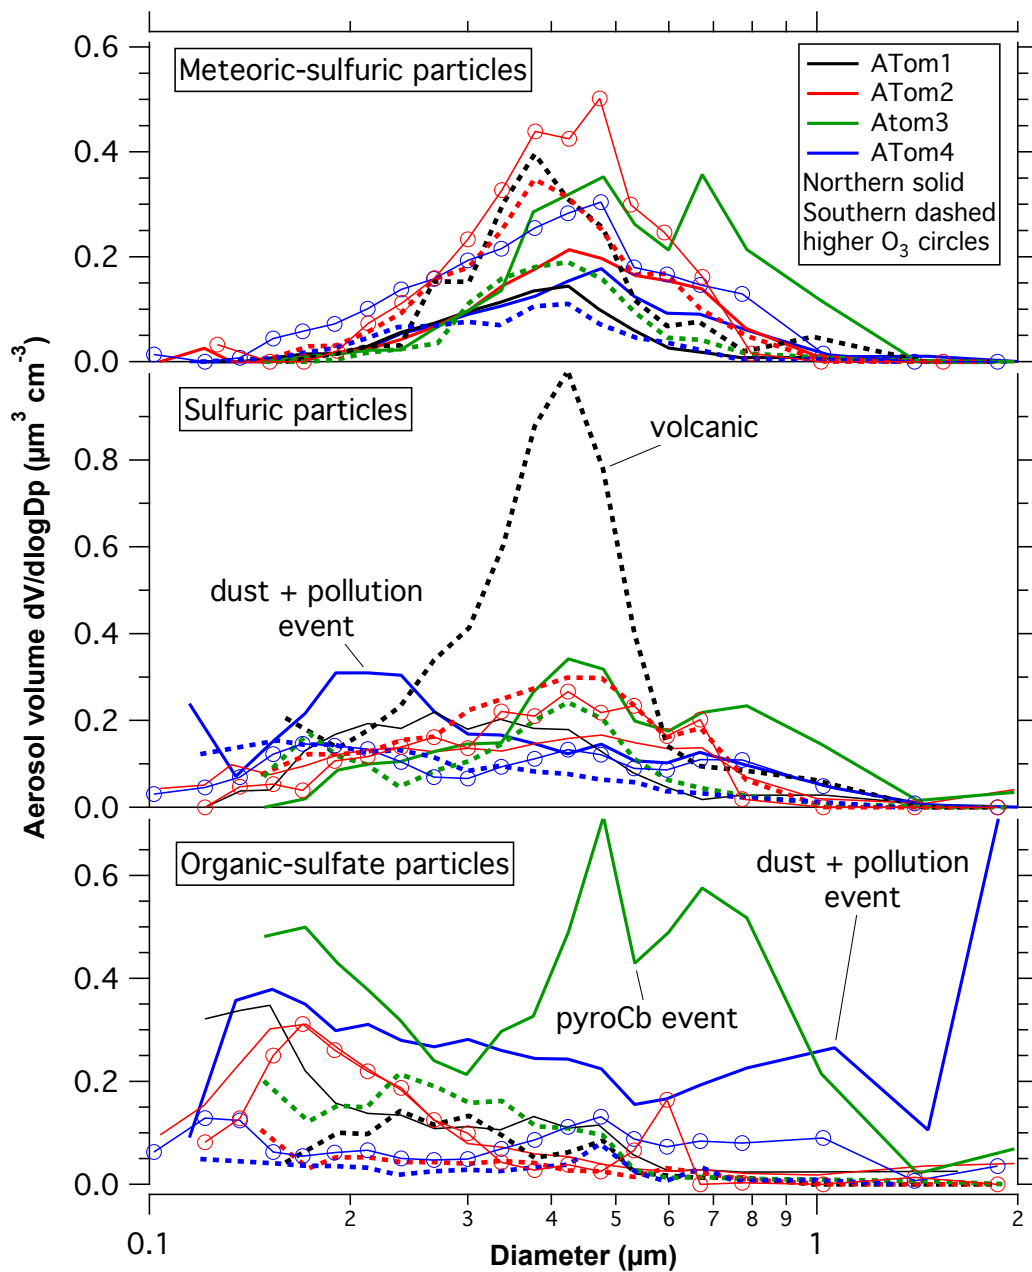 0.6
Meteoric-sulfuric particles
ATom1
ATom2
Atom3
ATom4
Northern solid
Southern dashed
higher O3 circles
0.4
0.2
0.0
Sulfuric particles
volcanic
0.8
0.6
dust + pollution
event
0.4
0.2
0.0
Aerosol volume dV/dlogDp (µm3 cm-3)
Organic-sulfate particles
dust + pollution
event
0.6
0.4
pyroCb event
0.2
0.0
2 3 4 5 6 7 8 9 2
0.1 1
Diameter (µm)